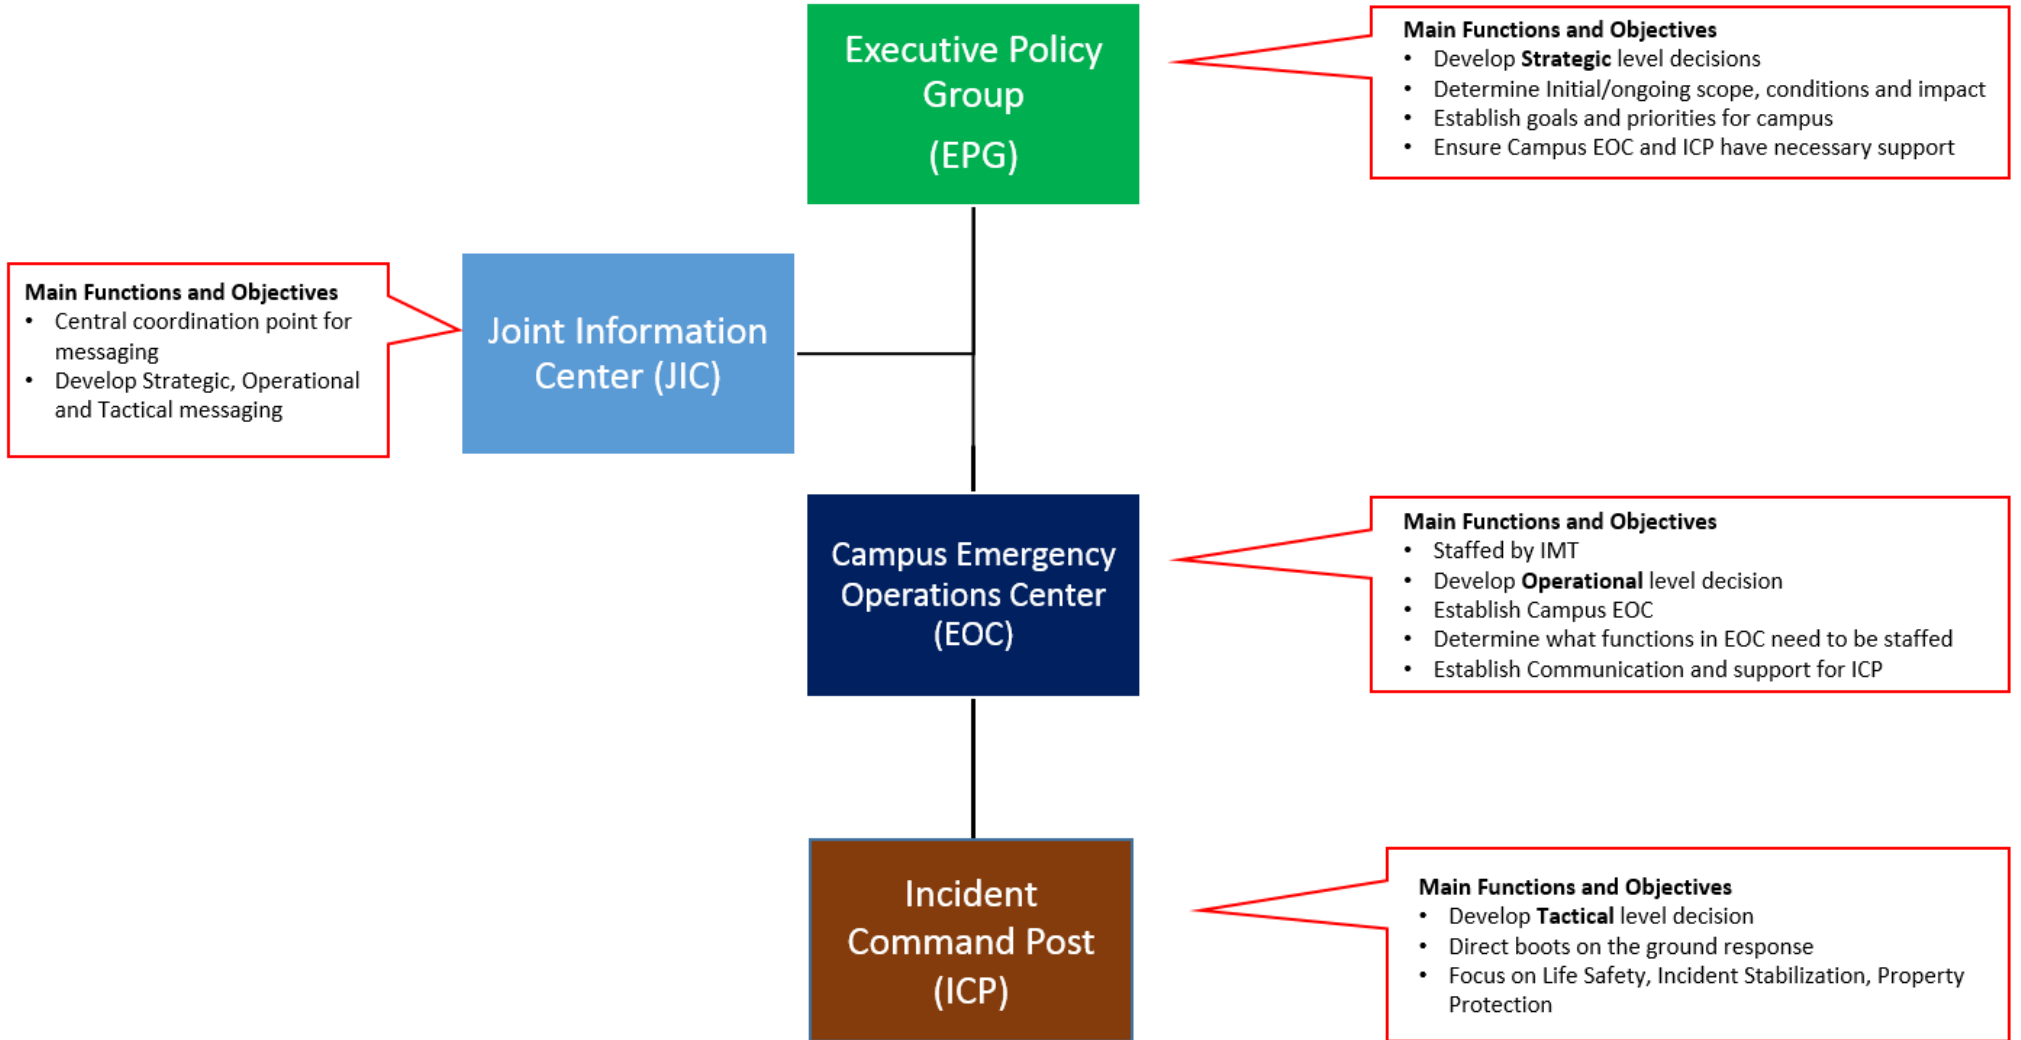 Executive Policy
Group
(EPG)
Main Functions and Objectives
• Develop Strategic level decisions
• Determine Initial/ongoing scope, conditions and impact
• Establish goals and priorities for campus
• Ensure Campus EOC and ICP have necessary support
Main Functions and Objectives
• Central coordination point for
messaging
• Develop Strategic, Operational
and Tactical messaging
Joint Information
Center (JIC)
Campus Emergency
Operations Center
(EOC)
Main Functions and Objectives
• Staffed by IMT
• Develop Operational level decision
• Establish Campus EOC
• Determine what functions in EOC need to be staffed
• Establish Communication and support for ICP
Incident
Command Post
(ICP)
Main Functions and Objectives
• Develop Tactical level decision
• Direct boots on the ground response
• Focus on Life Safety, Incident Stabilization, Property
Protection